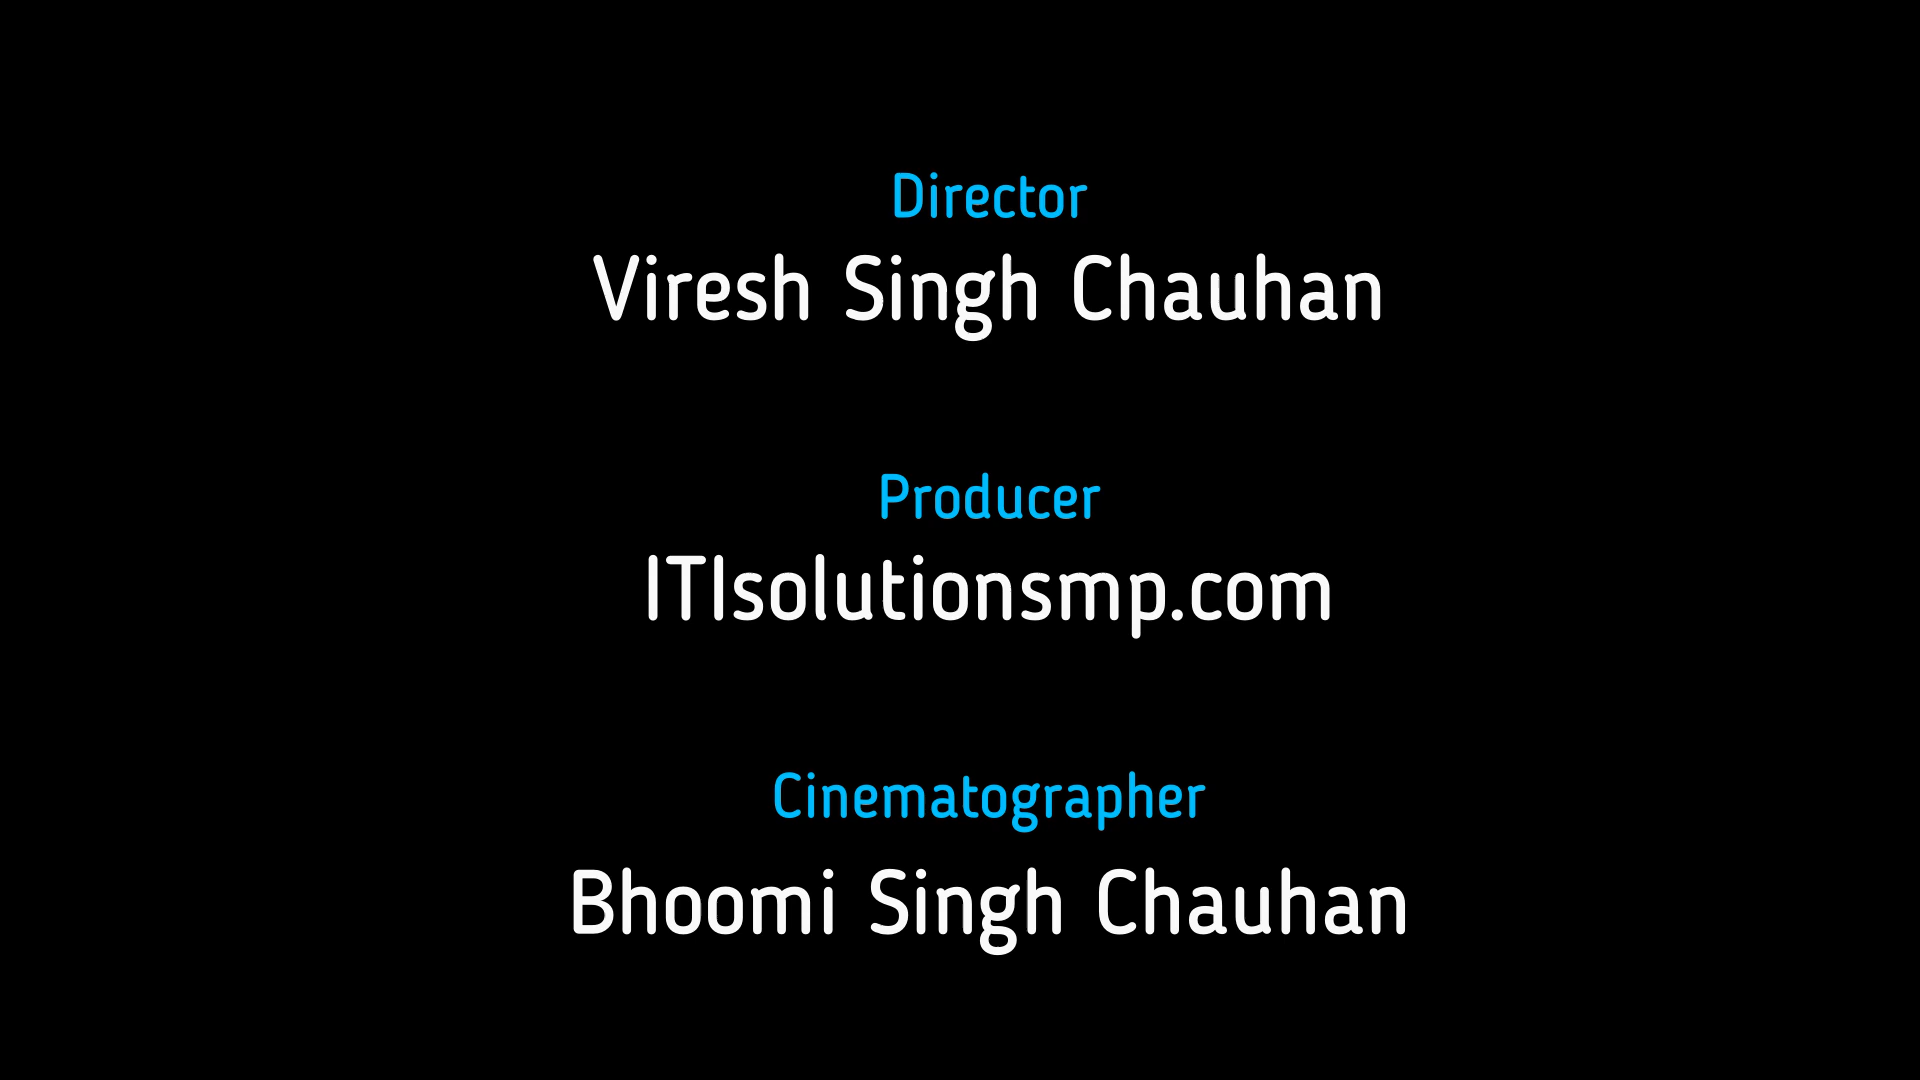 Director
Viresh Singh Chauhan
Producer
ITIsolutionsmp.com
Cinematographer
Bhoomi Singh Chauhan